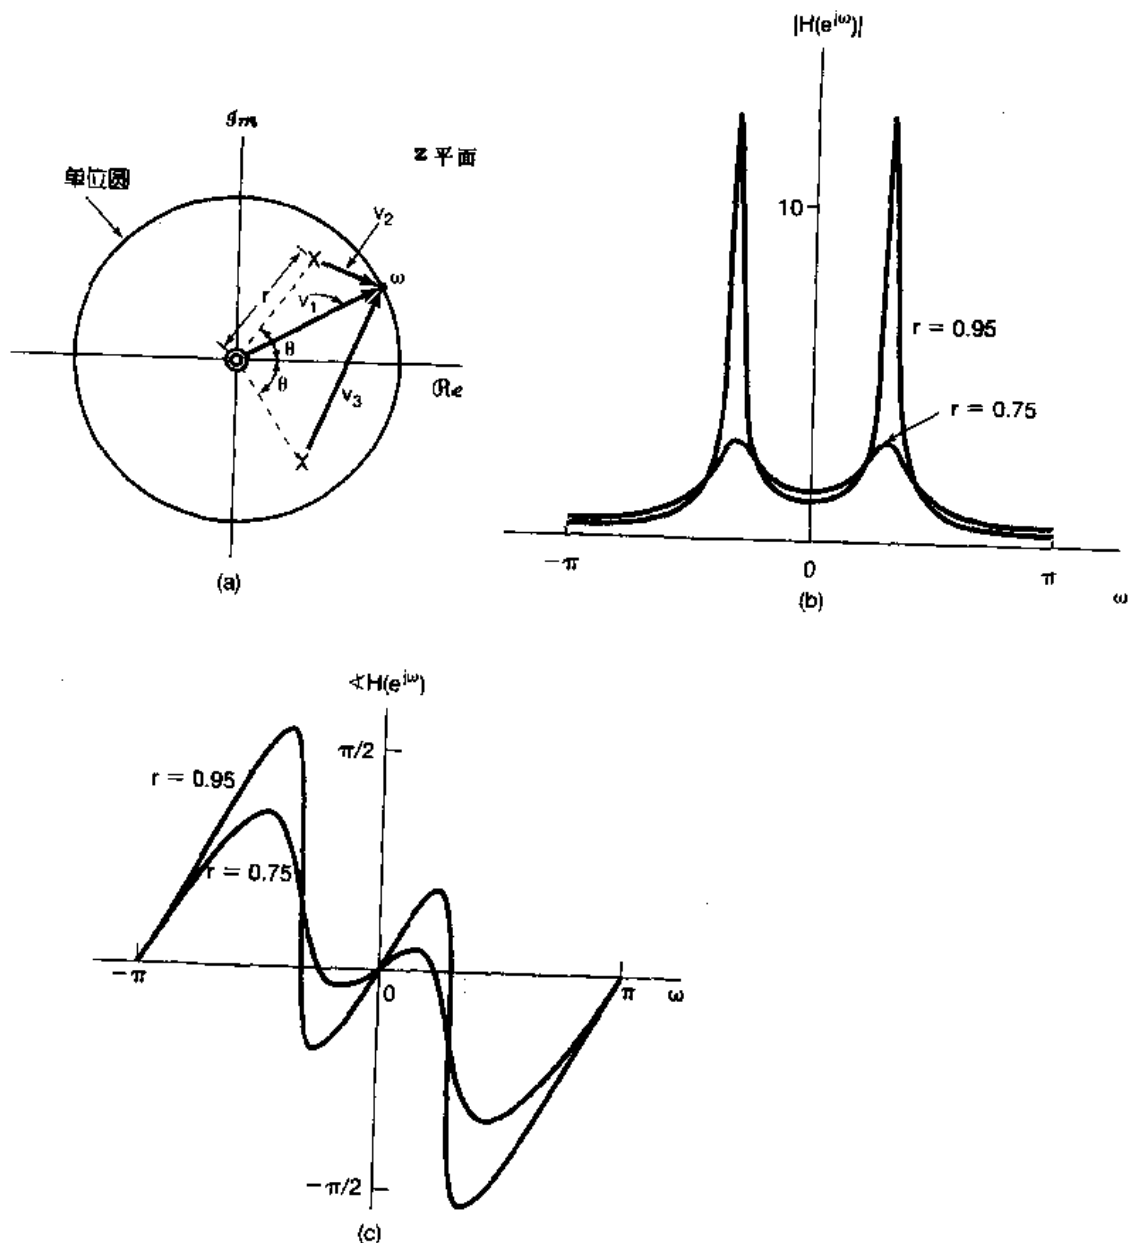 𝓘𝓶
z 平面
单位圆
v₂
ω
r
v₁
θ
θ
v₃
ℛℯ
(a)
|H(e^{jω})|
10
r = 0.95
r = 0.75
−π
0
π
ω
(b)
∢H(e^{jω})
π/2
r = 0.95
r = 0.75
−π
0
π
ω
−π/2
(c)